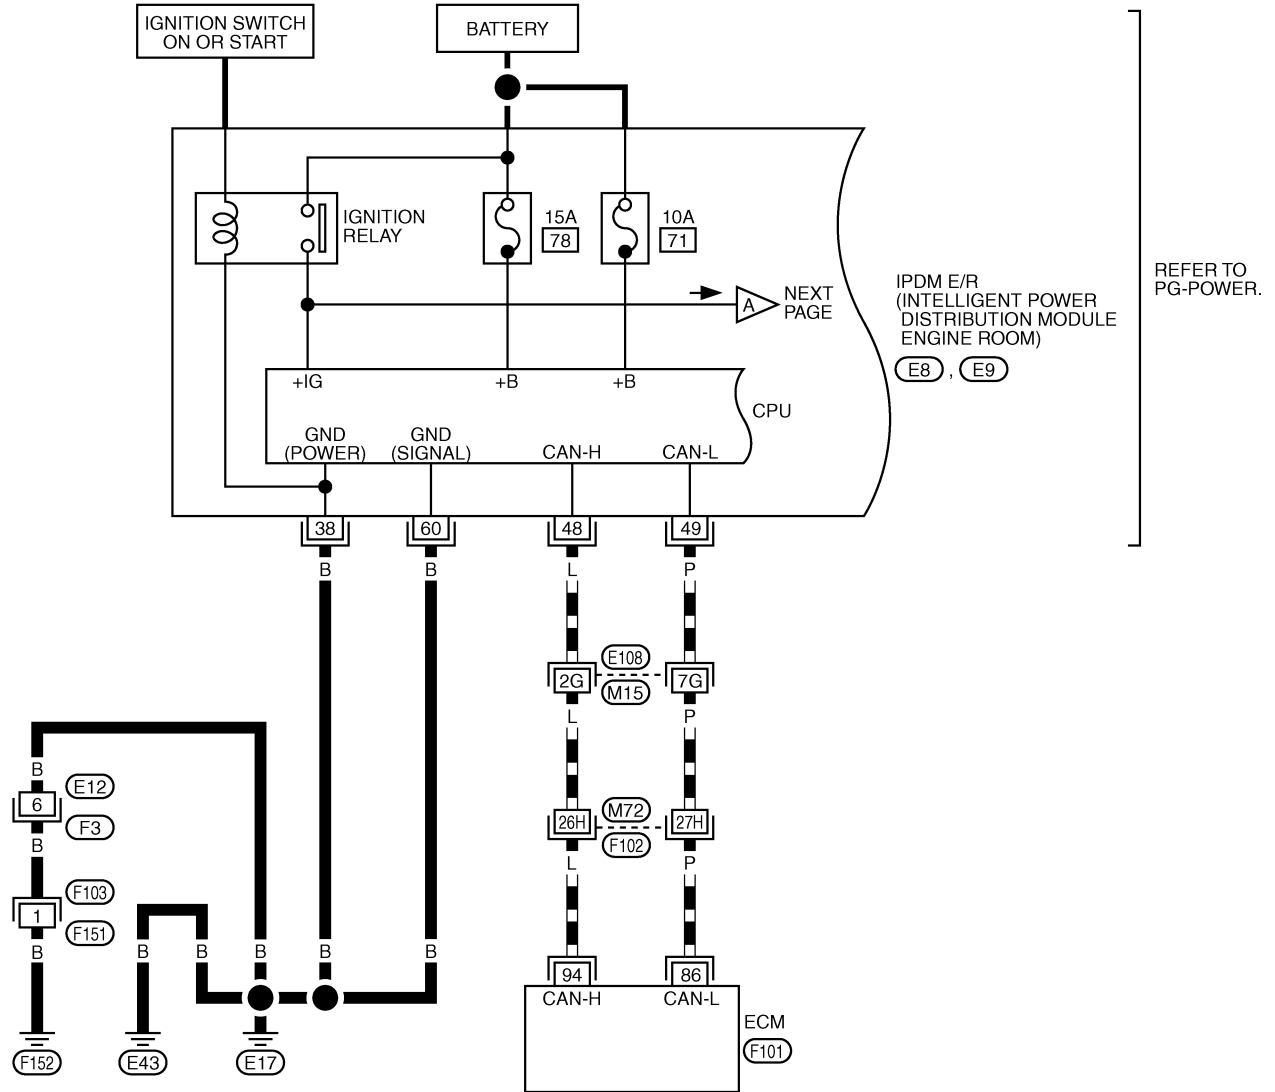 IGNITION SWITCH
ON OR START
BATTERY
IGNITION
RELAY
15A
78
10A
71
A
NEXT
PAGE
IPDM E/R
(INTELLIGENT POWER
DISTRIBUTION MODULE
ENGINE ROOM)
E8 , E9
REFER TO
PG-POWER.
+IG
+B
+B
CPU
GND
(POWER)
GND
(SIGNAL)
CAN-H
CAN-L
38
60
48
49
B
B
L
P
E108
2G
7G
M15
L
P
B
E12
6
F3
M72
26H
27H
F102
B
L
P
F103
1
F151
B
B
B
B
B
B
94
86
CAN-H
CAN-L
ECM
F101
F152
E43
E17